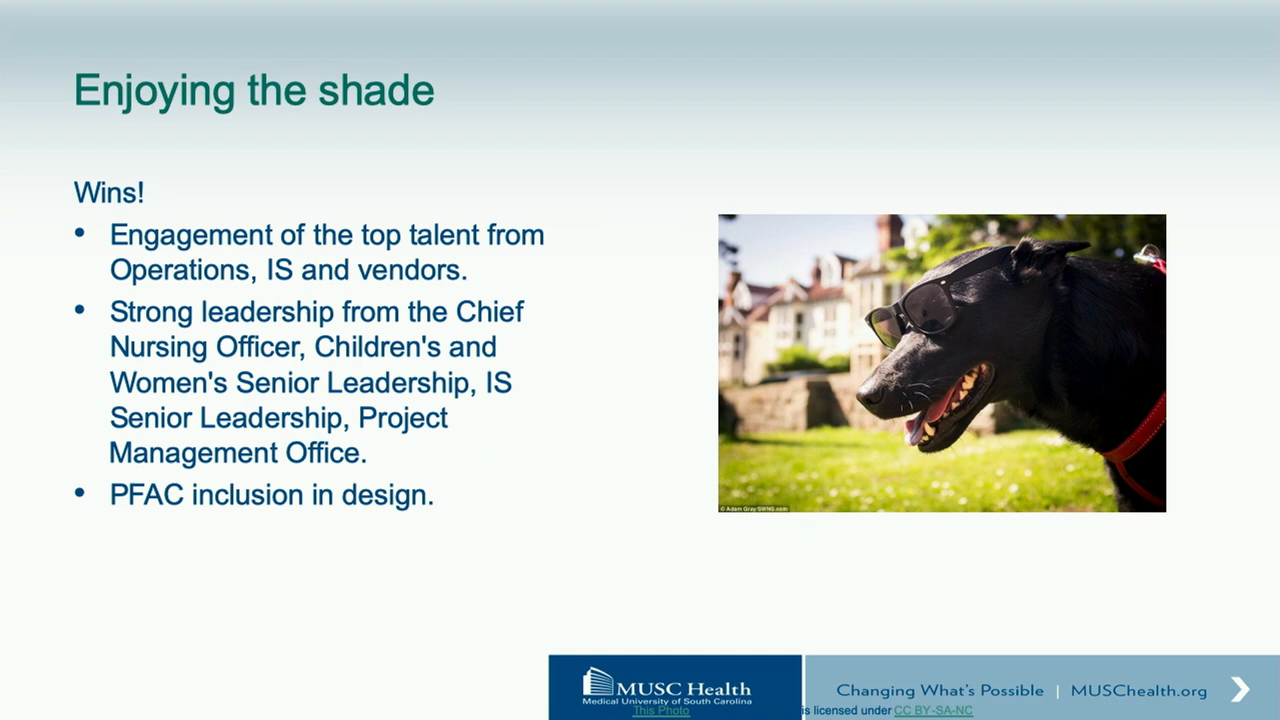 Enjoying the shade
Wins!
• Engagement of the top talent from
Operations, IS and vendors.
• Strong leadership from the Chief
Nursing Officer, Children's and
Women's Senior Leadership, IS
Senior Leadership, Project
Management Office.
• PFAC inclusion in design.
© Adam Gray/SWNS.com
MUSC Health
Medical University of South Carolina
Changing What's Possible | MUSChealth.org
This Photo
is licensed under CC BY-SA-NC